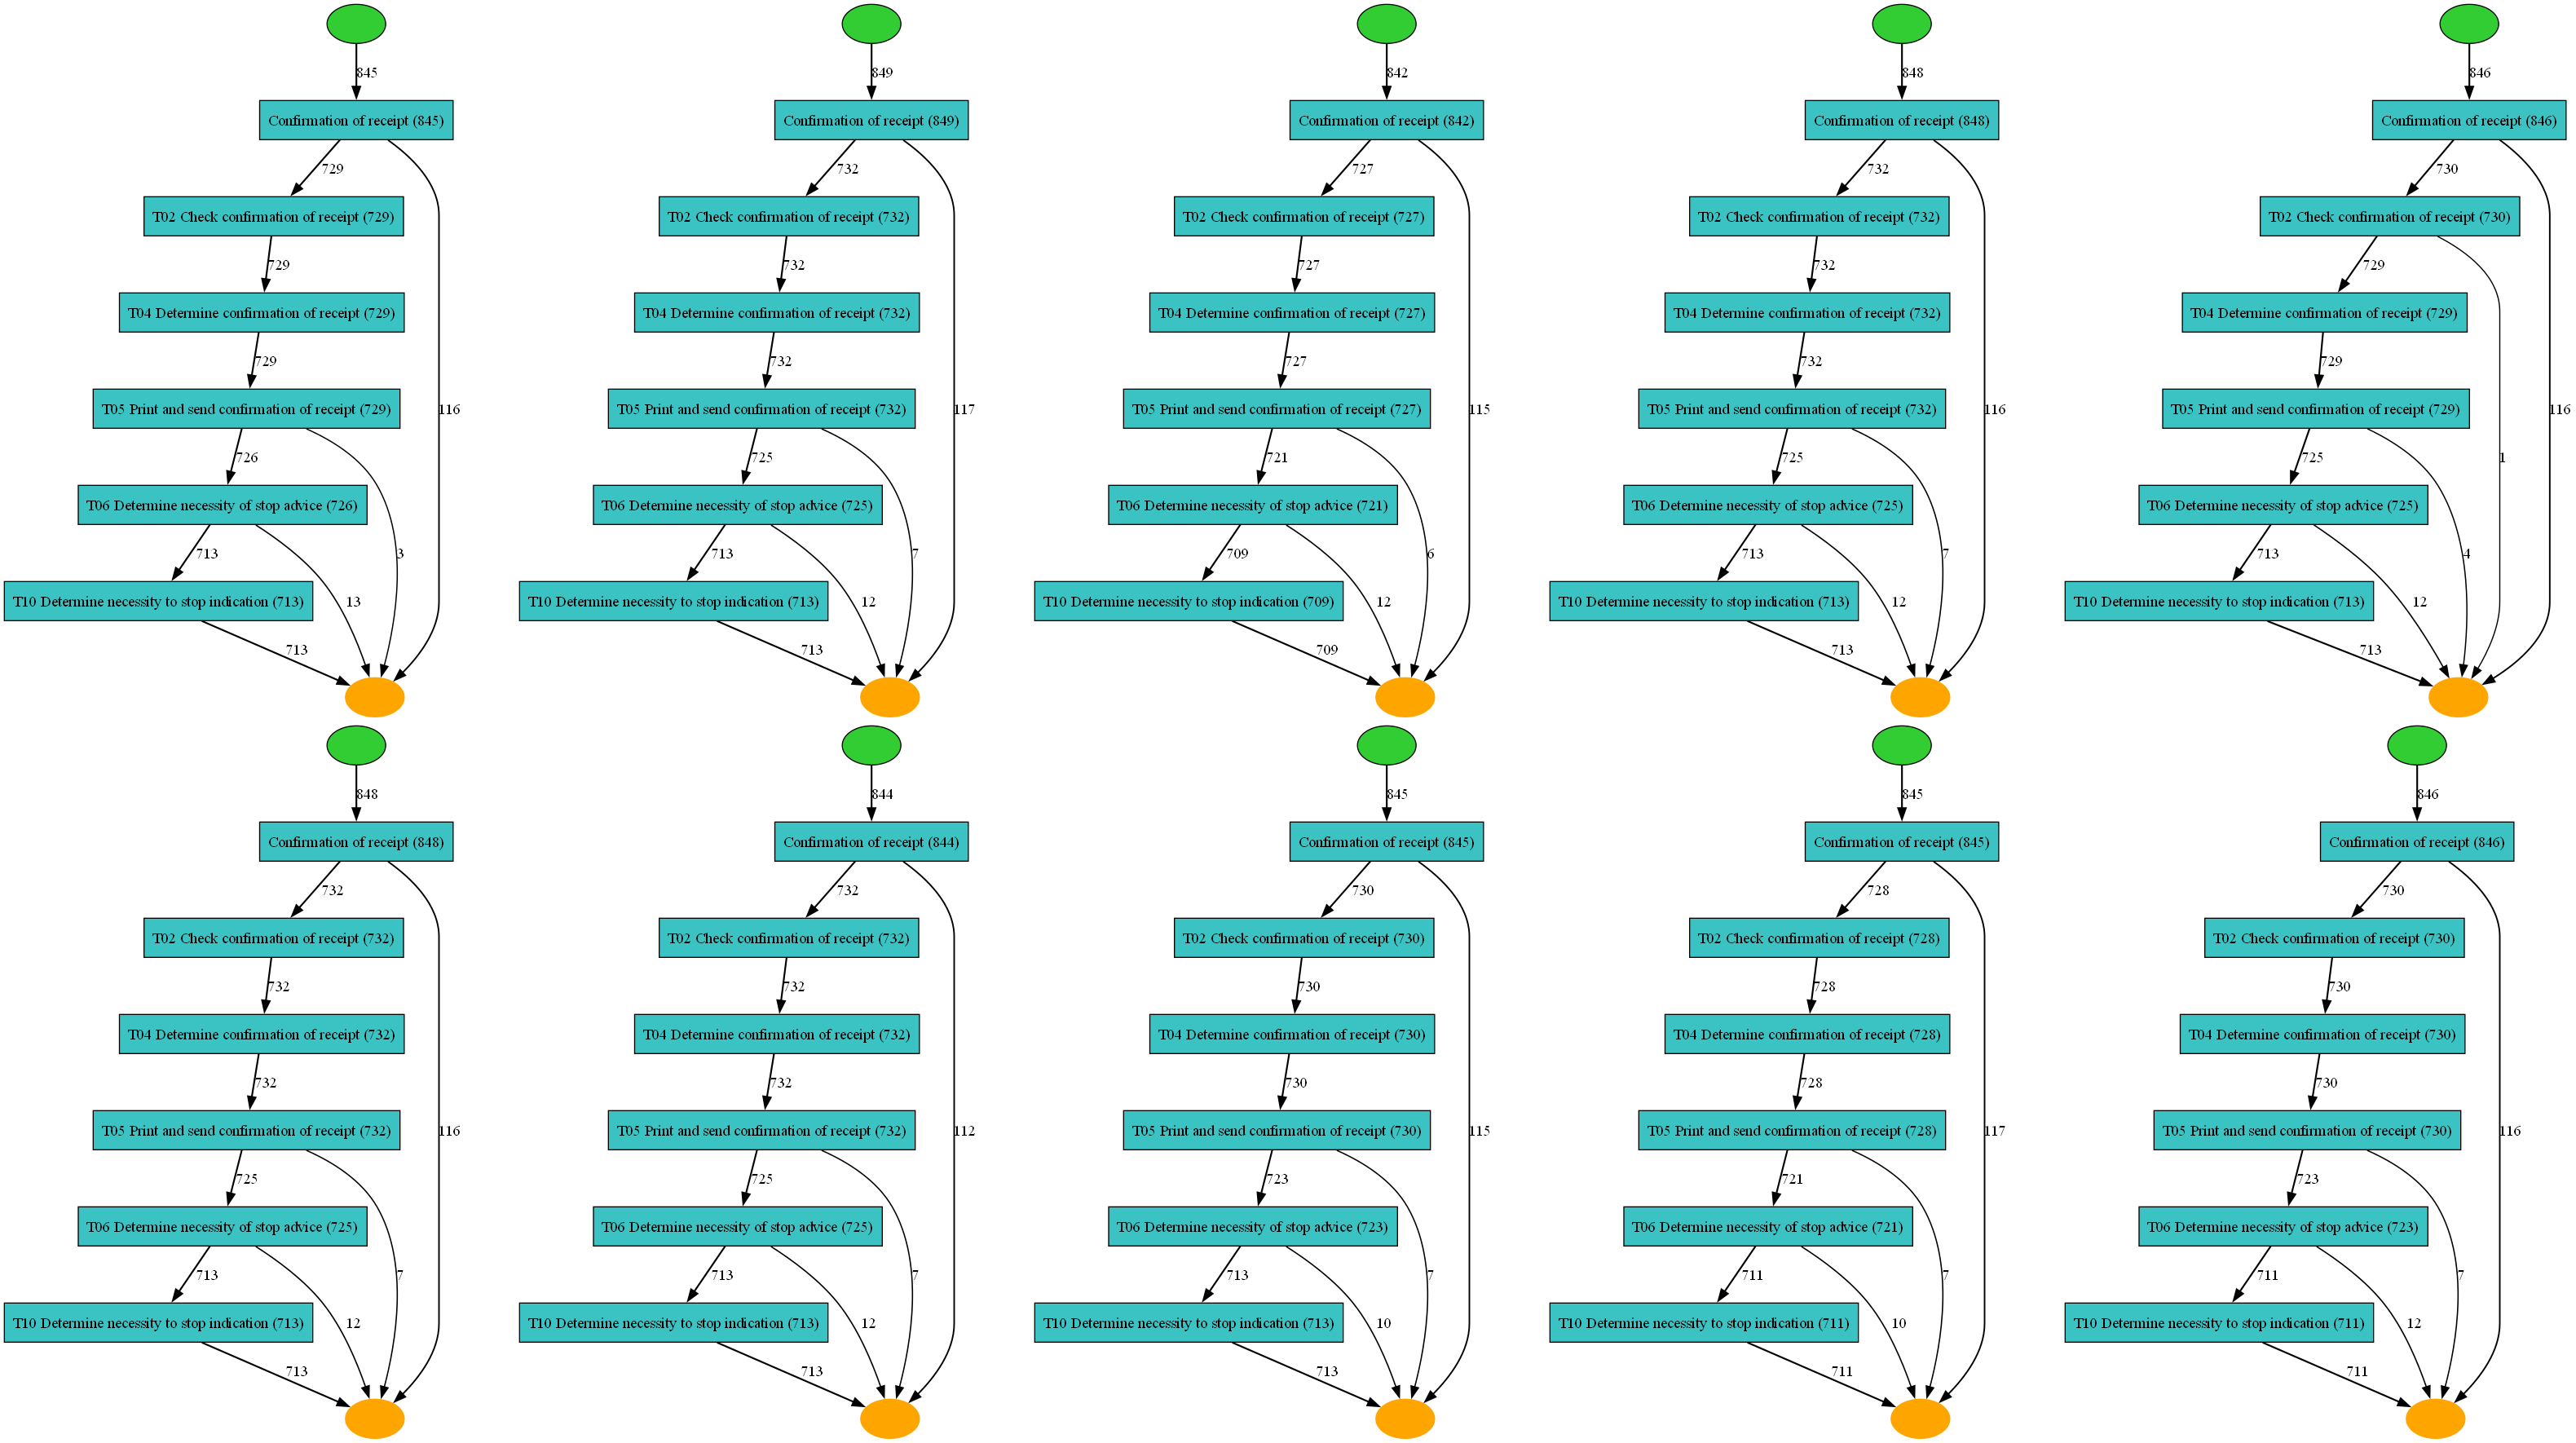 845
849
842
848
846
Confirmation of receipt (845)
Confirmation of receipt (849)
Confirmation of receipt (842)
Confirmation of receipt (848)
Confirmation of receipt (846)
729
732
727
732
730
T02 Check confirmation of receipt (729)
T02 Check confirmation of receipt (732)
T02 Check confirmation of receipt (727)
T02 Check confirmation of receipt (732)
T02 Check confirmation of receipt (730)
729
732
727
732
729
T04 Determine confirmation of receipt (729)
T04 Determine confirmation of receipt (732)
T04 Determine confirmation of receipt (727)
T04 Determine confirmation of receipt (732)
T04 Determine confirmation of receipt (729)
729
732
727
732
729
T05 Print and send confirmation of receipt (729)
116
T05 Print and send confirmation of receipt (732)
117
T05 Print and send confirmation of receipt (727)
115
T05 Print and send confirmation of receipt (732)
116
T05 Print and send confirmation of receipt (729)
116
726
725
721
725
725
1
T06 Determine necessity of stop advice (726)
T06 Determine necessity of stop advice (725)
T06 Determine necessity of stop advice (721)
T06 Determine necessity of stop advice (725)
T06 Determine necessity of stop advice (725)
713
3
713
7
709
6
713
7
713
4
T10 Determine necessity to stop indication (713)
13
T10 Determine necessity to stop indication (713)
12
T10 Determine necessity to stop indication (709)
12
T10 Determine necessity to stop indication (713)
12
T10 Determine necessity to stop indication (713)
12
713
713
709
713
713
848
844
845
845
846
Confirmation of receipt (848)
Confirmation of receipt (844)
Confirmation of receipt (845)
Confirmation of receipt (845)
Confirmation of receipt (846)
732
732
730
728
730
T02 Check confirmation of receipt (732)
T02 Check confirmation of receipt (732)
T02 Check confirmation of receipt (730)
T02 Check confirmation of receipt (728)
T02 Check confirmation of receipt (730)
732
732
730
728
730
T04 Determine confirmation of receipt (732)
T04 Determine confirmation of receipt (732)
T04 Determine confirmation of receipt (730)
T04 Determine confirmation of receipt (728)
T04 Determine confirmation of receipt (730)
732
732
730
728
730
T05 Print and send confirmation of receipt (732)
116
T05 Print and send confirmation of receipt (732)
112
T05 Print and send confirmation of receipt (730)
115
T05 Print and send confirmation of receipt (728)
117
T05 Print and send confirmation of receipt (730)
116
725
725
723
721
723
T06 Determine necessity of stop advice (725)
T06 Determine necessity of stop advice (725)
T06 Determine necessity of stop advice (723)
T06 Determine necessity of stop advice (721)
T06 Determine necessity of stop advice (723)
713
7
713
7
713
7
711
7
711
7
T10 Determine necessity to stop indication (713)
12
T10 Determine necessity to stop indication (713)
12
T10 Determine necessity to stop indication (713)
10
T10 Determine necessity to stop indication (711)
10
T10 Determine necessity to stop indication (711)
12
713
713
713
711
711